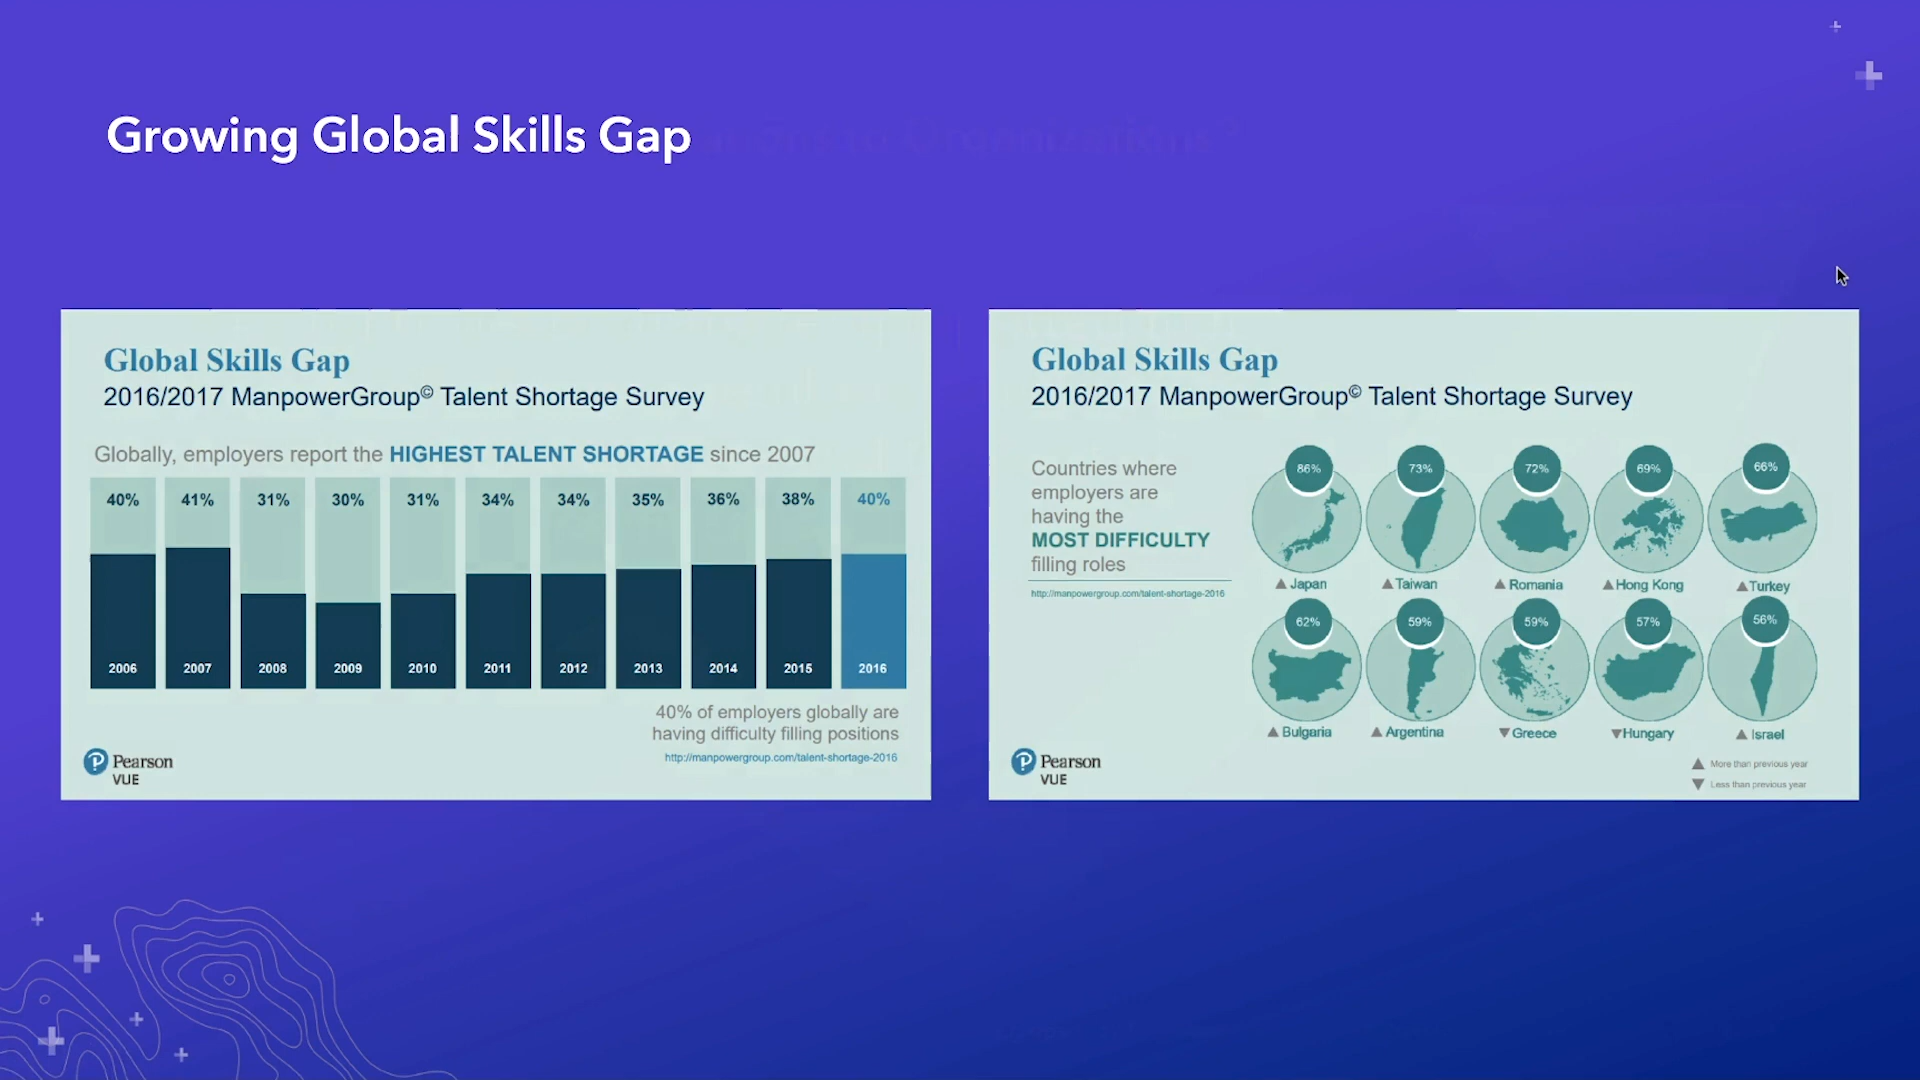 Growing Global Skills Gap
Global Skills Gap
2016/2017 ManpowerGroup© Talent Shortage Survey
Globally, employers report the HIGHEST TALENT SHORTAGE since 2007
40% 41% 31% 30% 31% 34% 34% 35% 36% 38% 40%
2006 2007 2008 2009 2010 2011 2012 2013 2014 2015 2016
40% of employers globally are
having difficulty filling positions
http://manpowergroup.com/talent-shortage-2016
Pearson
VUE
Global Skills Gap
2016/2017 ManpowerGroup© Talent Shortage Survey
Countries where
employers are
having the
MOST DIFFICULTY
filling roles
http://manpowergroup.com/talent-shortage-2016
86% 73% 72% 69% 66%
▲ Japan ▲ Taiwan ▲ Romania ▲ Hong Kong ▲ Turkey
62% 59% 59% 57% 56%
▲ Bulgaria ▲ Argentina ▼ Greece ▼ Hungary ▲ Israel
▲ More than previous year
▼ Less than previous year
Pearson
VUE